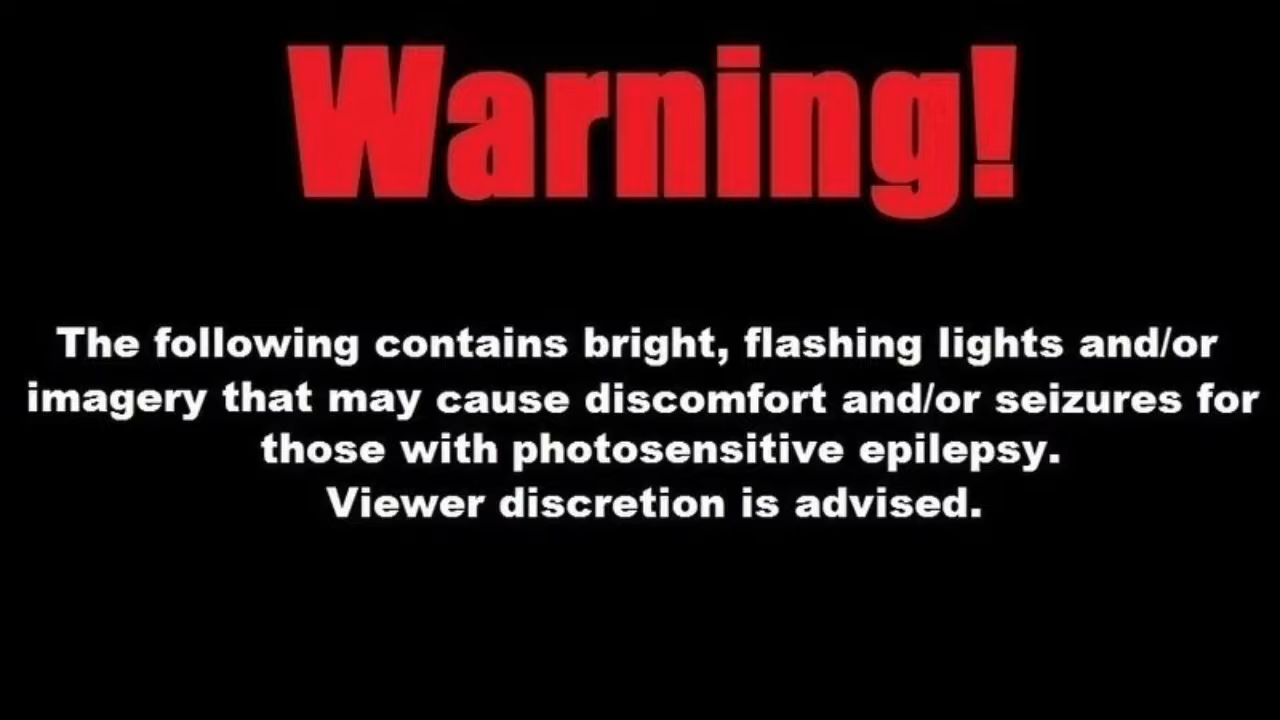 Warning!
The following contains bright, flashing lights and/or
imagery that may cause discomfort and/or seizures for
those with photosensitive epilepsy.
Viewer discretion is advised.